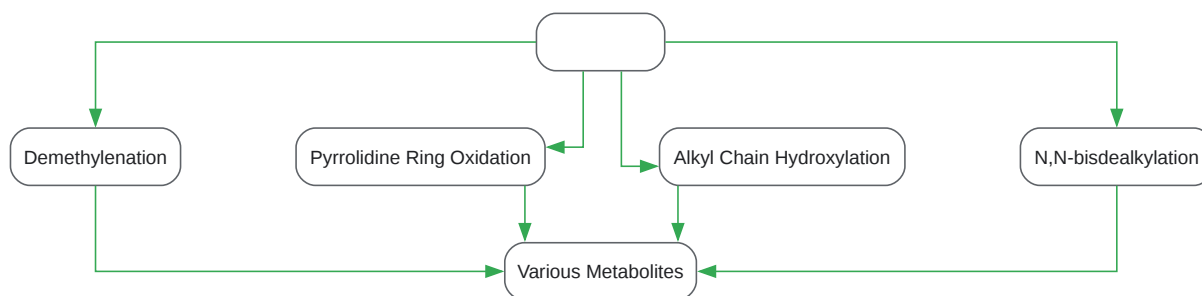 Demethylenation
Pyrrolidine Ring Oxidation
Alkyl Chain Hydroxylation
N,N-bisdealkylation
Various Metabolites